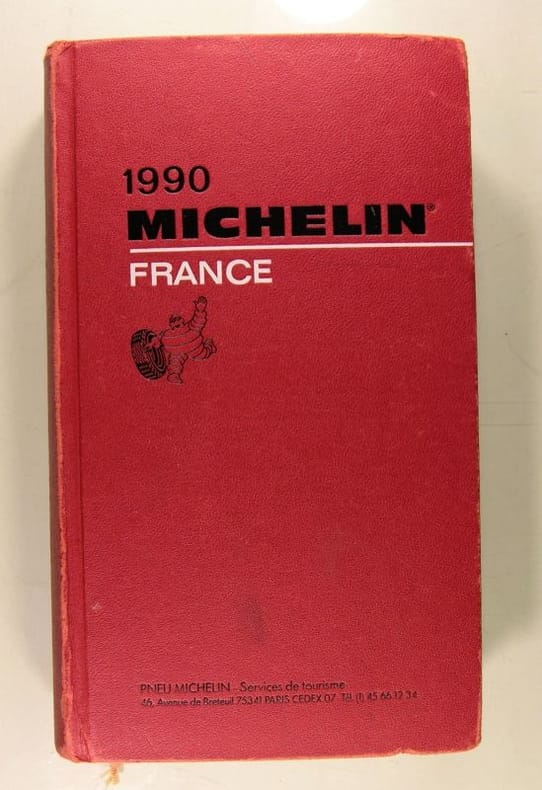 1990
MICHELIN®
FRANCE
PNEU MICHELIN - Services de tourisme
46, Avenue de Breteuil 75341 PARIS CEDEX 07 - Tél. (1) 45 66 12 34